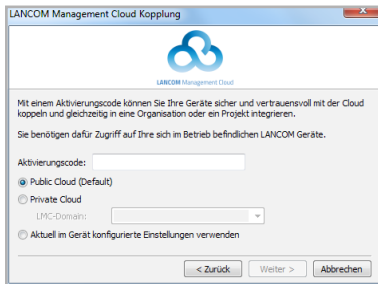 LANCOM Management Cloud Kopplung
LANCOM Management Cloud
Mit einem Aktivierungscode können Sie Ihre Geräte sicher und vertrauensvoll mit der Cloud
koppeln und gleichzeitig in eine Organisation oder ein Projekt integrieren.
Sie benötigen dafür Zugriff auf Ihre sich im Betrieb befindlichen LANCOM Geräte.
Aktivierungscode:
Public Cloud (Default)
Private Cloud
LMC-Domain:
Aktuell im Gerät konfigurierte Einstellungen verwenden
< Zurück Weiter > Abbrechen